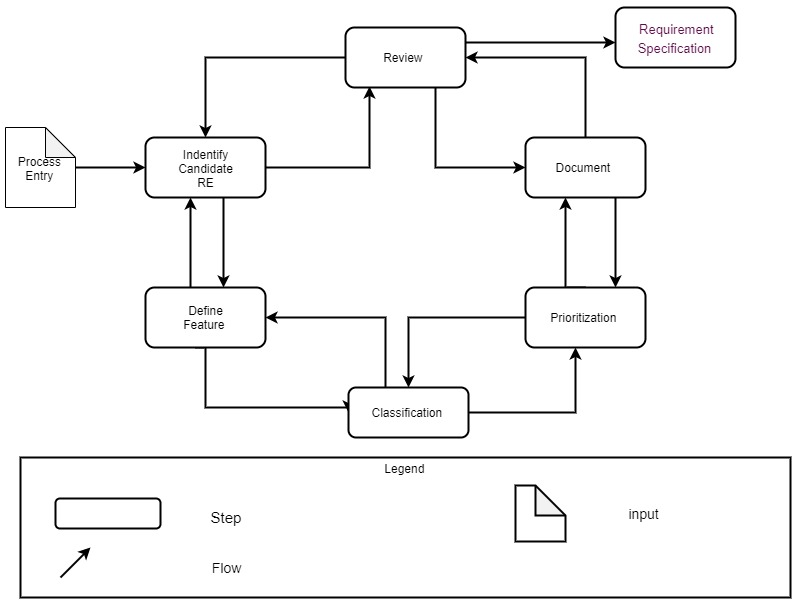 Requirement
Specification
Review
Process
Entry
Indentify
Candidate
RE
Document
Define
Feature
Prioritization
Classification
Legend
Step
input
Flow